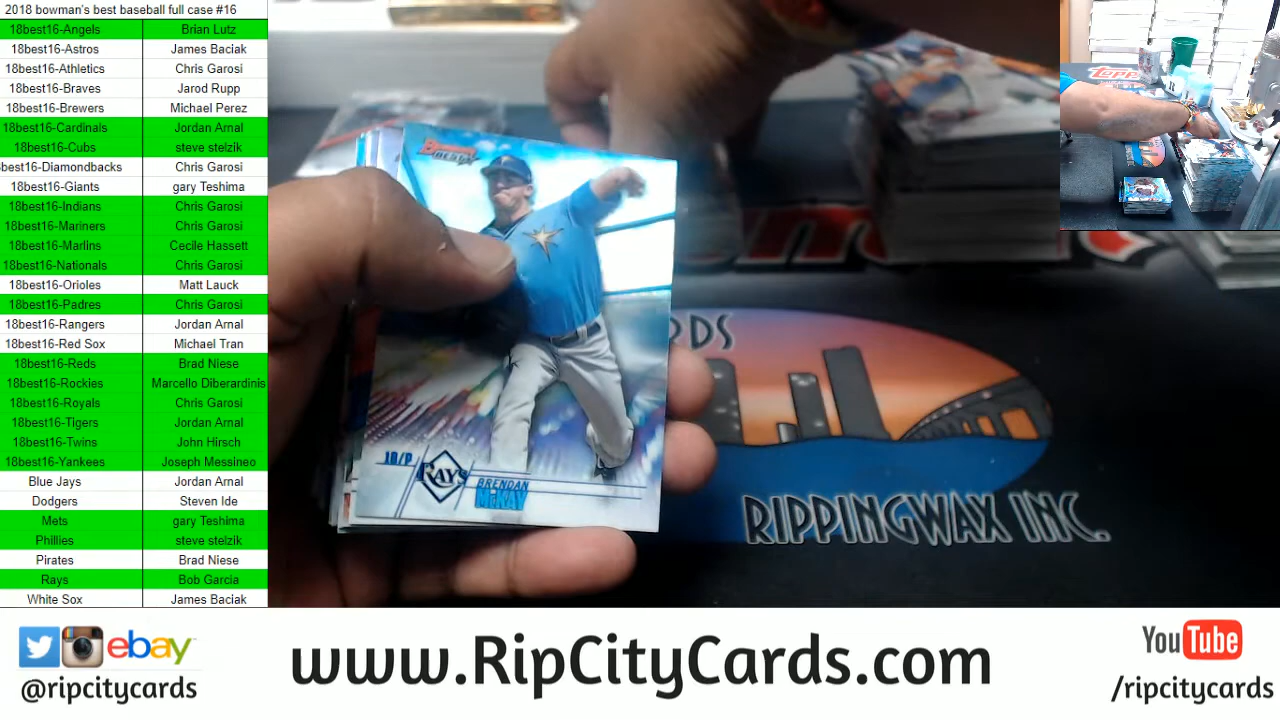 2018 bowman's best baseball full case #16
18best16-Angels Brian Lutz
18best16-Astros James Baciak
18best16-Athletics Chris Garosi
18best16-Braves Jarod Rupp
18best16-Brewers Michael Perez
18best16-Cardinals Jordan Arnal
18best16-Cubs steve stelzik
8best16-Diamondbacks Chris Garosi
18best16-Giants gary Teshima
18best16-Indians Chris Garosi
18best16-Mariners Chris Garosi
18best16-Marlins Cecile Hassett
18best16-Nationals Chris Garosi
18best16-Orioles Matt Lauck
18best16-Padres Chris Garosi
18best16-Rangers Jordan Arnal
18best16-Red Sox Michael Tran
18best16-Reds Brad Niese
18best16-Rockies Marcello Diberardinis
18best16-Royals Chris Garosi
18best16-Tigers Jordan Arnal
18best16-Twins John Hirsch
18best16-Yankees Joseph Messineo
Blue Jays Jordan Arnal
Dodgers Steven Ide
Mets gary Teshima
Phillies steve stelzik
Pirates Brad Niese
Rays Bob Garcia
White Sox James Baciak
BOWMAN'S
BEST
1B/P
RAYS
BRENDAN
McKAY
RDS
RIPPINGWAX INC.
Topp
ebay
@ripcitycards
www.RipCityCards.com
YouTube
/ripcitycards